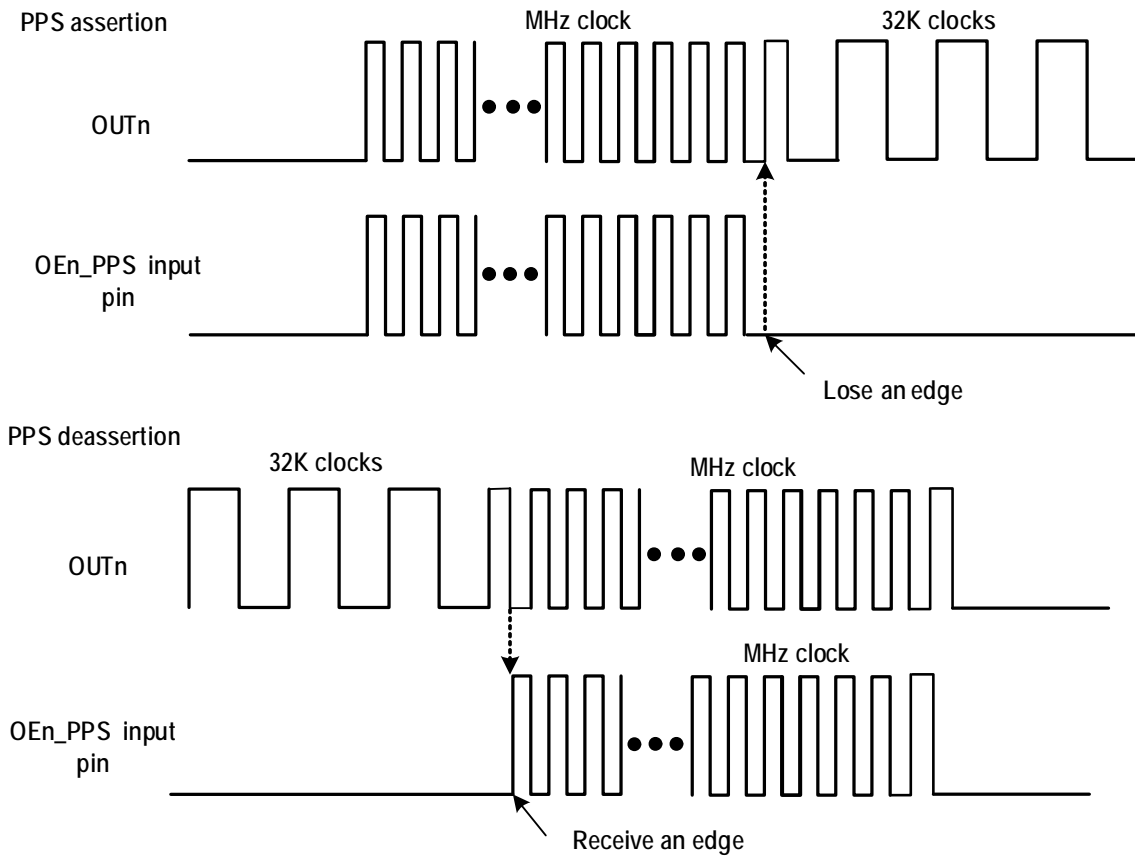 PPS assertion
MHz clock
32K clocks
OUTn
OEn_PPS input
pin
Lose an edge
PPS deassertion
32K clocks
MHz clock
OUTn
MHz clock
OEn_PPS input
pin
Receive an edge